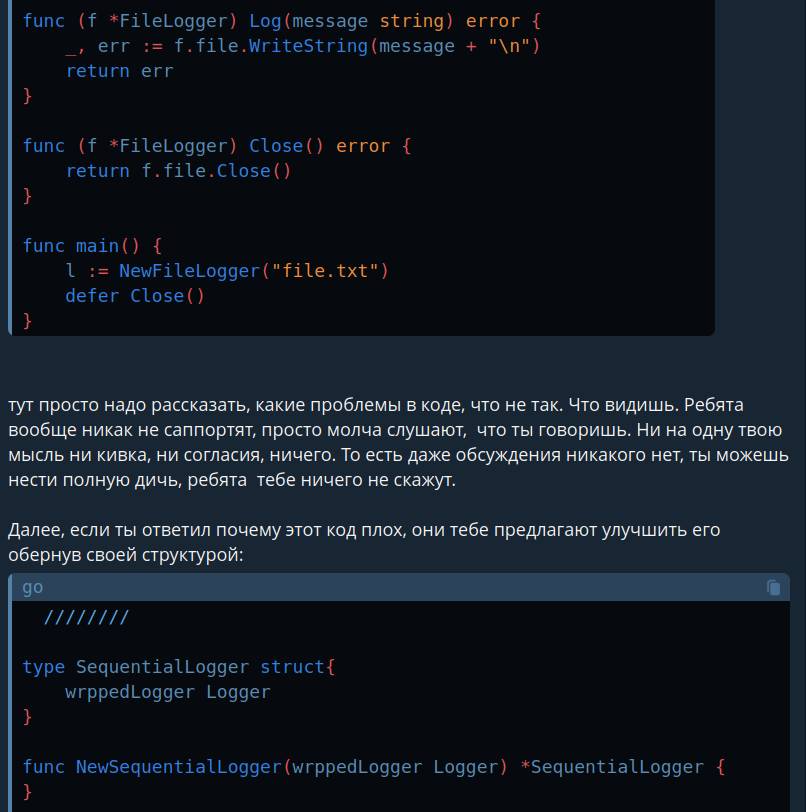 func (f *FileLogger) Log(message string) error {
    _, err := f.file.WriteString(message + "\n")
    return err
}
func (f *FileLogger) Close() error {
    return f.file.Close()
}
func main() {
    l := NewFileLogger("file.txt")
    defer Close()
}
тут просто надо рассказать, какие проблемы в коде, что не так. Что видишь. Ребята
вообще никак не саппортят, просто молча слушают,  что ты говоришь. Ни на одну твою
мысль ни кивка, ни согласия, ничего. То есть даже обсуждения никакого нет, ты можешь
нести полную дичь, ребята  тебе ничего не скажут.
Далее, если ты ответил почему этот код плох, они тебе предлагают улучшить его
обернув своей структурой:
go
  ////////
type SequentialLogger struct{
    wrppedLogger Logger
}
func NewSequentialLogger(wrppedLogger Logger) *SequentialLogger {
}